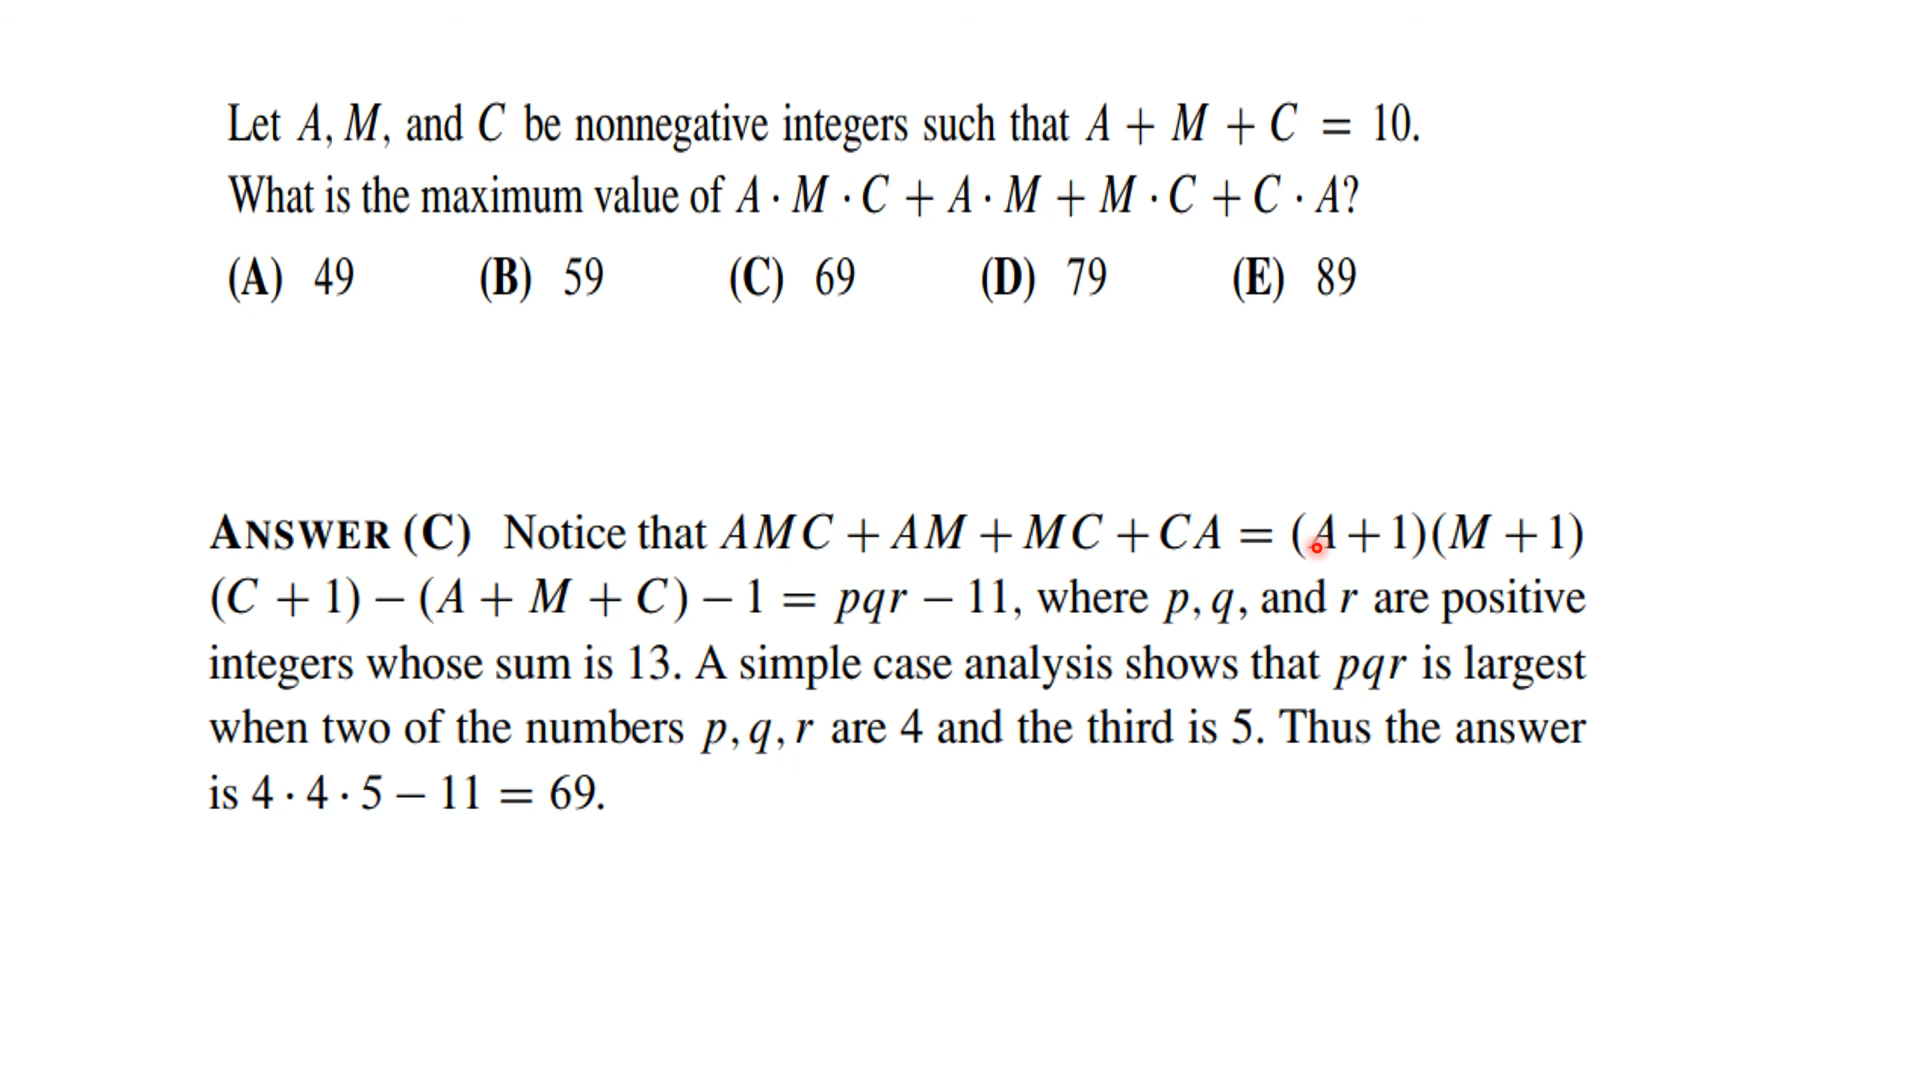 Let A, M, and C be nonnegative integers such that A + M + C = 10.
What is the maximum value of A · M · C + A · M + M · C + C · A?
(A) 49 (B) 59 (C) 69 (D) 79 (E) 89
ANSWER (C) Notice that AMC + AM + MC + CA = (A + 1)(M + 1)
(C + 1) – (A + M + C) – 1 = pqr – 11, where p, q, and r are positive
integers whose sum is 13. A simple case analysis shows that pqr is largest
when two of the numbers p, q, r are 4 and the third is 5. Thus the answer
is 4 · 4 · 5 – 11 = 69.